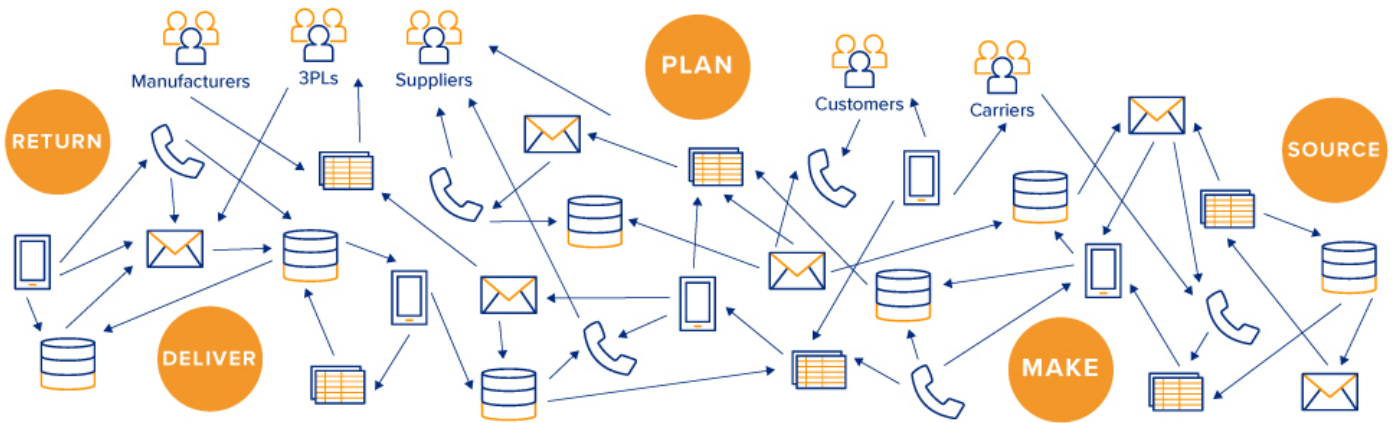 Manufacturers
3PLs
Suppliers
PLAN
Customers
Carriers
RETURN
SOURCE
DELIVER
MAKE